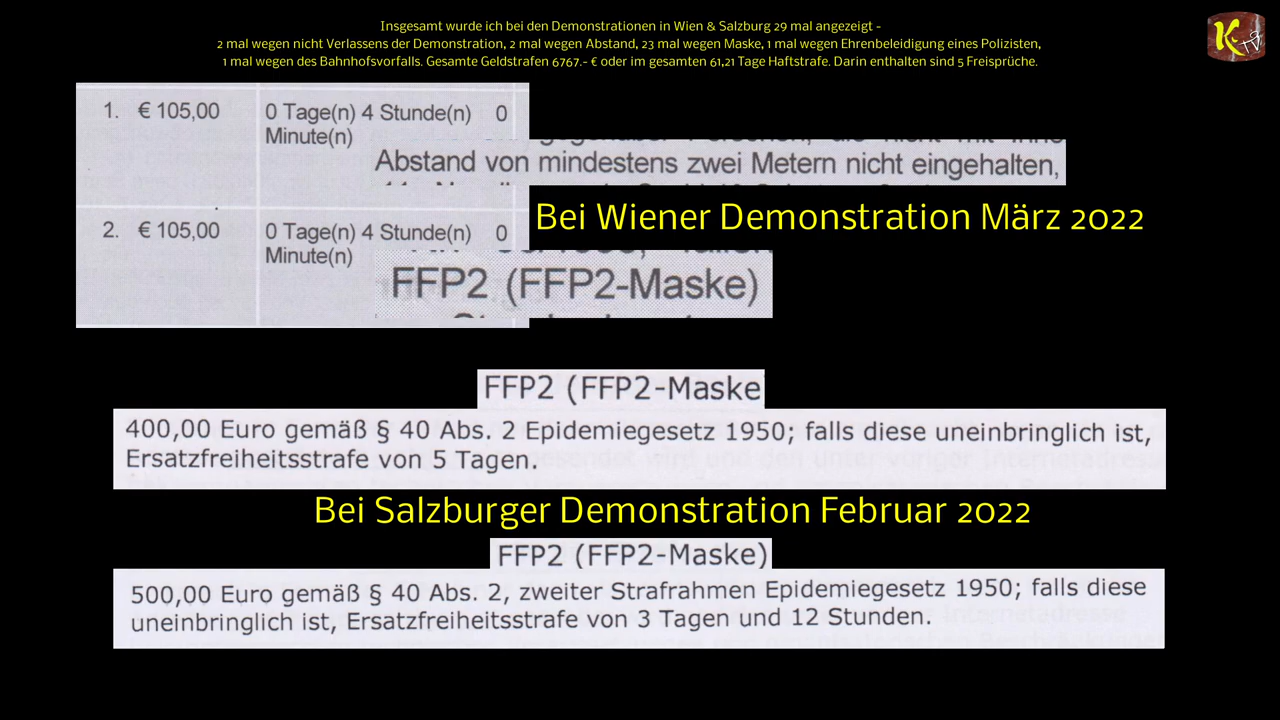 Insgesamt wurde ich bei den Demonstrationen in Wien & Salzburg 29 mal angezeigt -
2 mal wegen nicht Verlassens der Demonstration, 2 mal wegen Abstand, 23 mal wegen Maske, 1 mal wegen Ehrenbeleidigung eines Polizisten,
1 mal wegen des Bahnhofsvorfalls. Gesamte Geldstrafen 6767.- € oder im gesamten 61,21 Tage Haftstrafe. Darin enthalten sind 5 Freisprüche.
K TV
1. € 105,00 0 Tage(n) 4 Stunde(n) 0
Minute(n)
Abstand von mindestens zwei Metern nicht eingehalten,
Bei Wiener Demonstration März 2022
2. € 105,00 0 Tage(n) 4 Stunde(n) 0
Minute(n)
FFP2 (FFP2-Maske)
FFP2 (FFP2-Maske
400,00 Euro gemäß § 40 Abs. 2 Epidemiegesetz 1950; falls diese uneinbringlich ist,
Ersatzfreiheitsstrafe von 5 Tagen.
Bei Salzburger Demonstration Februar 2022
FFP2 (FFP2-Maske)
500,00 Euro gemäß § 40 Abs. 2, zweiter Strafrahmen Epidemiegesetz 1950; falls diese
uneinbringlich ist, Ersatzfreiheitsstrafe von 3 Tagen und 12 Stunden.